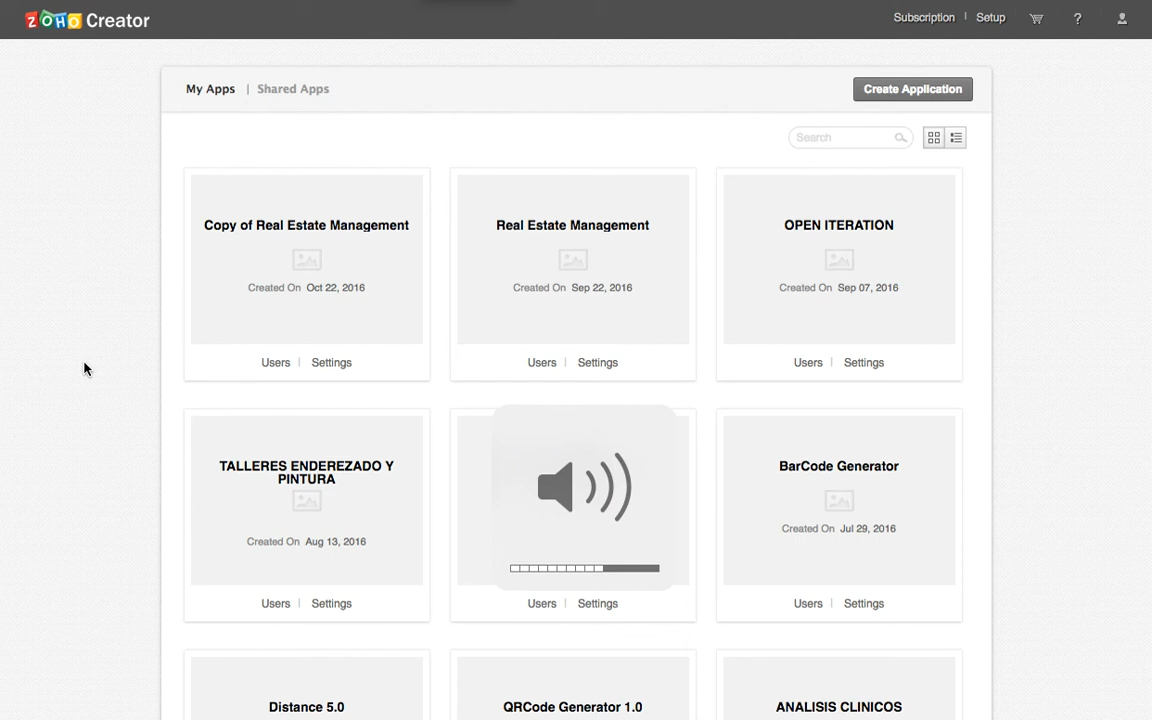 ZOHO Creator
Subscription | Setup ?
My Apps | Shared Apps
Create Application
Search
Copy of Real Estate Management
Created On Oct 22, 2016
Users | Settings
Real Estate Management
Created On Sep 22, 2016
Users | Settings
OPEN ITERATION
Created On Sep 07, 2016
Users | Settings
TALLERES ENDEREZADO Y
PINTURA
Created On Aug 13, 2016
Users | Settings
Users | Settings
BarCode Generator
Created On Jul 29, 2016
Users | Settings
Distance 5.0
QRCode Generator 1.0
ANALISIS CLINICOS